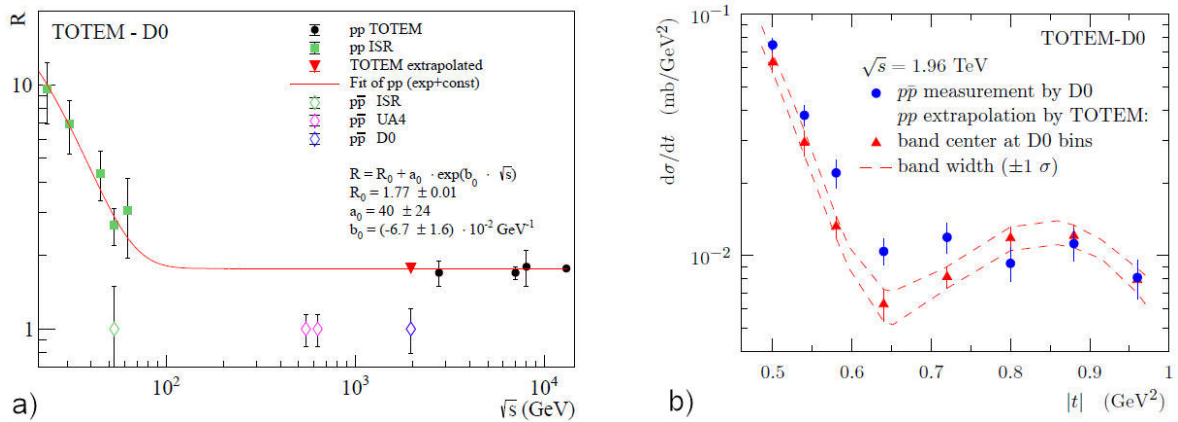 R
TOTEM - D0
10
1
pp TOTEM
pp ISR
TOTEM extrapolated
Fit of pp (exp+const)
pp̅ ISR
pp̅ UA4
pp̅ D0
R = R₀ + a₀ · exp(b₀ · √s)
R₀ = 1.77 ± 0.01
a₀ = 40 ± 24
b₀ = (-6.7 ± 1.6) · 10⁻² GeV⁻¹
10² 10³ 10⁴
√s (GeV)
a)
dσ/dt (mb/GeV²)
10⁻¹
10⁻²
TOTEM-D0
√s = 1.96 TeV
pp̅ measurement by D0
pp extrapolation by TOTEM:
band center at D0 bins
band width (±1 σ)
0.5 0.6 0.7 0.8 0.9 1
|t| (GeV²)
b)